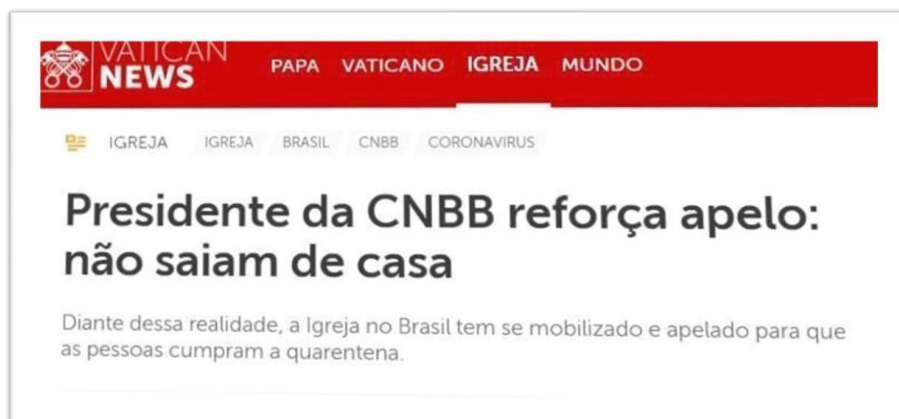 VATICAN
NEWS
PAPA VATICANO IGREJA MUNDO
IGREJA IGREJA BRASIL CNBB CORONAVIRUS
Presidente da CNBB reforça apelo:
não saiam de casa
Diante dessa realidade, a Igreja no Brasil tem se mobilizado e apelado para que
as pessoas cumpram a quarentena.